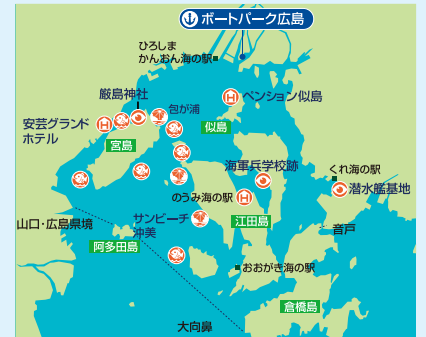 ボートパーク広島
ひろしま
かんおん海の駅
厳島神社
包が浦
ペンション似島
安芸グランド
ホテル
似島
宮島
海軍兵学校跡
くれ海の駅
潜水艦基地
のうみ海の駅
サンビーチ
沖美
江田島
音戸
山口・広島県境
阿多田島
おおがき海の駅
倉橋島
大向鼻